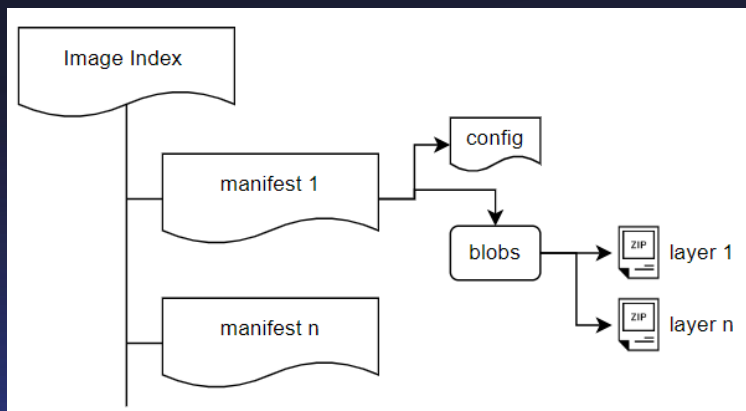 Image Index
config
manifest 1
blobs
ZIP
layer 1
manifest n
ZIP
layer n